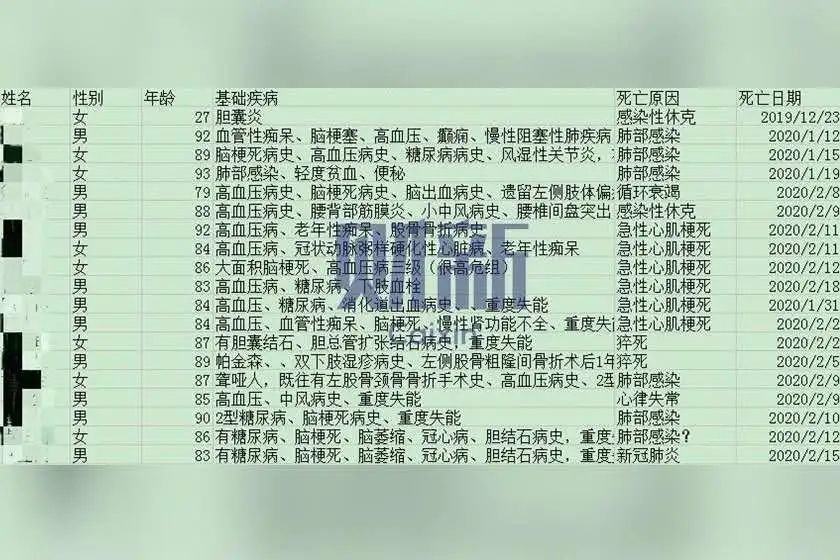 姓名 性别 年龄 基础疾病 死亡原因 死亡日期
女 27 胆囊炎 感染性休克 2019/12/23
男 92 血管性痴呆、脑梗塞、高血压、癫痫、慢性阻塞性肺疾病 肺部感染 2020/1/12
女 89 脑梗死病史、高血压病史、糖尿病病史、风湿性关节炎, 肺部感染 2020/1/15
女 93 肺部感染、轻度贫血、便秘 肺部感染 2020/1/19
男 79 高血压病史、脑梗死病史、脑出血病史、遗留左侧肢体偏 循环衰竭 2020/2/8
男 88 高血压病史、腰背部筋膜炎、小中风病史、腰椎间盘突出 感染性休克 2020/2/9
男 92 高血压病、老年性痴呆、股骨骨折病史 急性心肌梗死 2020/2/11
女 84 高血压病、冠状动脉粥样硬化性心脏病、老年性痴呆 急性心肌梗死 2020/2/11
女 86 大面积脑梗死、高血压病三级（很高危组） 急性心肌梗死 2020/2/12
男 83 高血压病、糖尿病、下肢血栓 急性心肌梗死 2020/2/18
男 84 高血压、糖尿病、消化道出血病史、、重度失能 急性心肌梗死 2020/1/31
男 84 高血压、血管性痴呆、脑梗死、慢性肾功能不全、重度失能 急性心肌梗死 2020/2/2
女 87 有胆囊结石、胆总管扩张结石病史,重度失能 猝死 2020/2/2
男 89 帕金森、、双下肢湿疹病史、左侧股骨粗隆间骨折术后1年 猝死 2020/2/5
女 87 聋哑人,既往有左股骨颈骨骨折手术史、高血压病史、2型 肺部感染 2020/2/9
男 85 高血压、中风病史、重度失能 心律失常 2020/2/9
男 90 2型糖尿病、脑梗死病史、重度失能 肺部感染 2020/2/10
女 86 有糖尿病、脑梗死、脑萎缩、冠心病、胆结石病史,重度 肺部感染? 2020/2/12
男 83 有糖尿病、脑梗死、脑萎缩、冠心病、胆结石病史,重度 新冠肺炎 2020/2/15
财新
Caixin